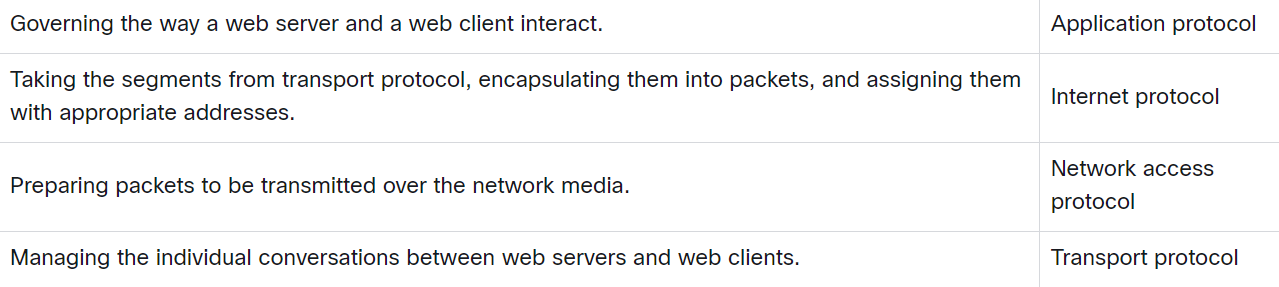 Governing the way a web server and a web client interact.
Application protocol
Taking the segments from transport protocol, encapsulating them into packets, and assigning them
with appropriate addresses.
Internet protocol
Preparing packets to be transmitted over the network media.
Network access
protocol
Managing the individual conversations between web servers and web clients.
Transport protocol